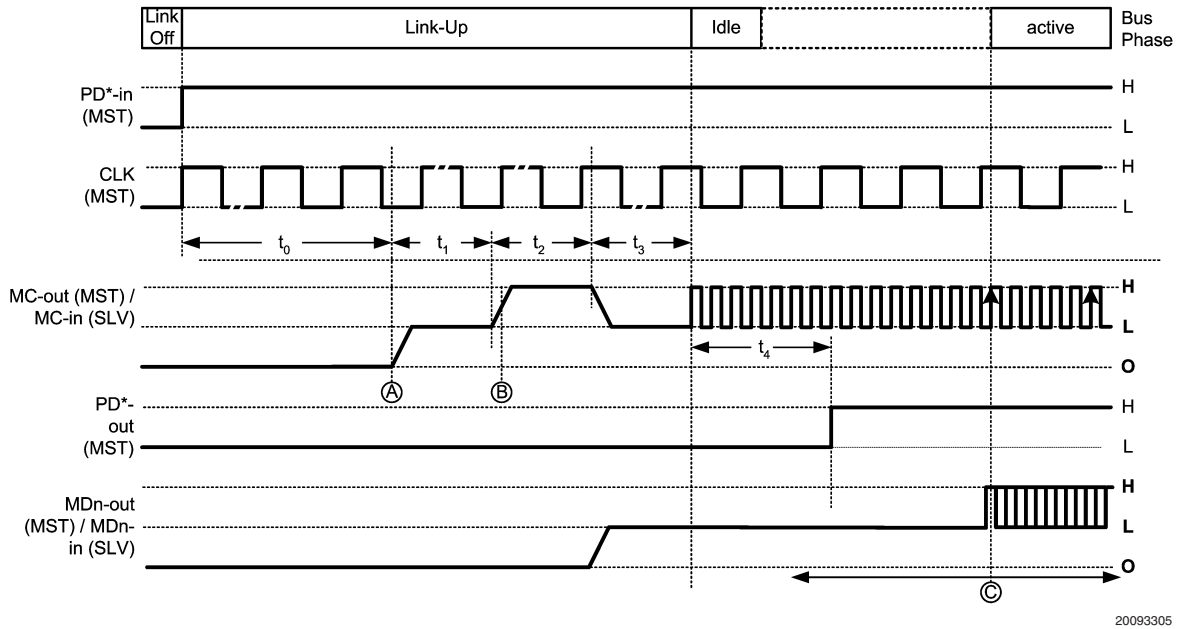 Link
Off
Link-Up
Idle
active
Bus
Phase
PD*-in
(MST)
H
L
CLK
(MST)
H
L
t0
t1
t2
t3
MC-out (MST) /
MC-in (SLV)
H
L
O
t4
A
B
PD*-
out
(MST)
H
L
MDn-out
(MST) / MDn-
in (SLV)
H
L
O
C
20093305